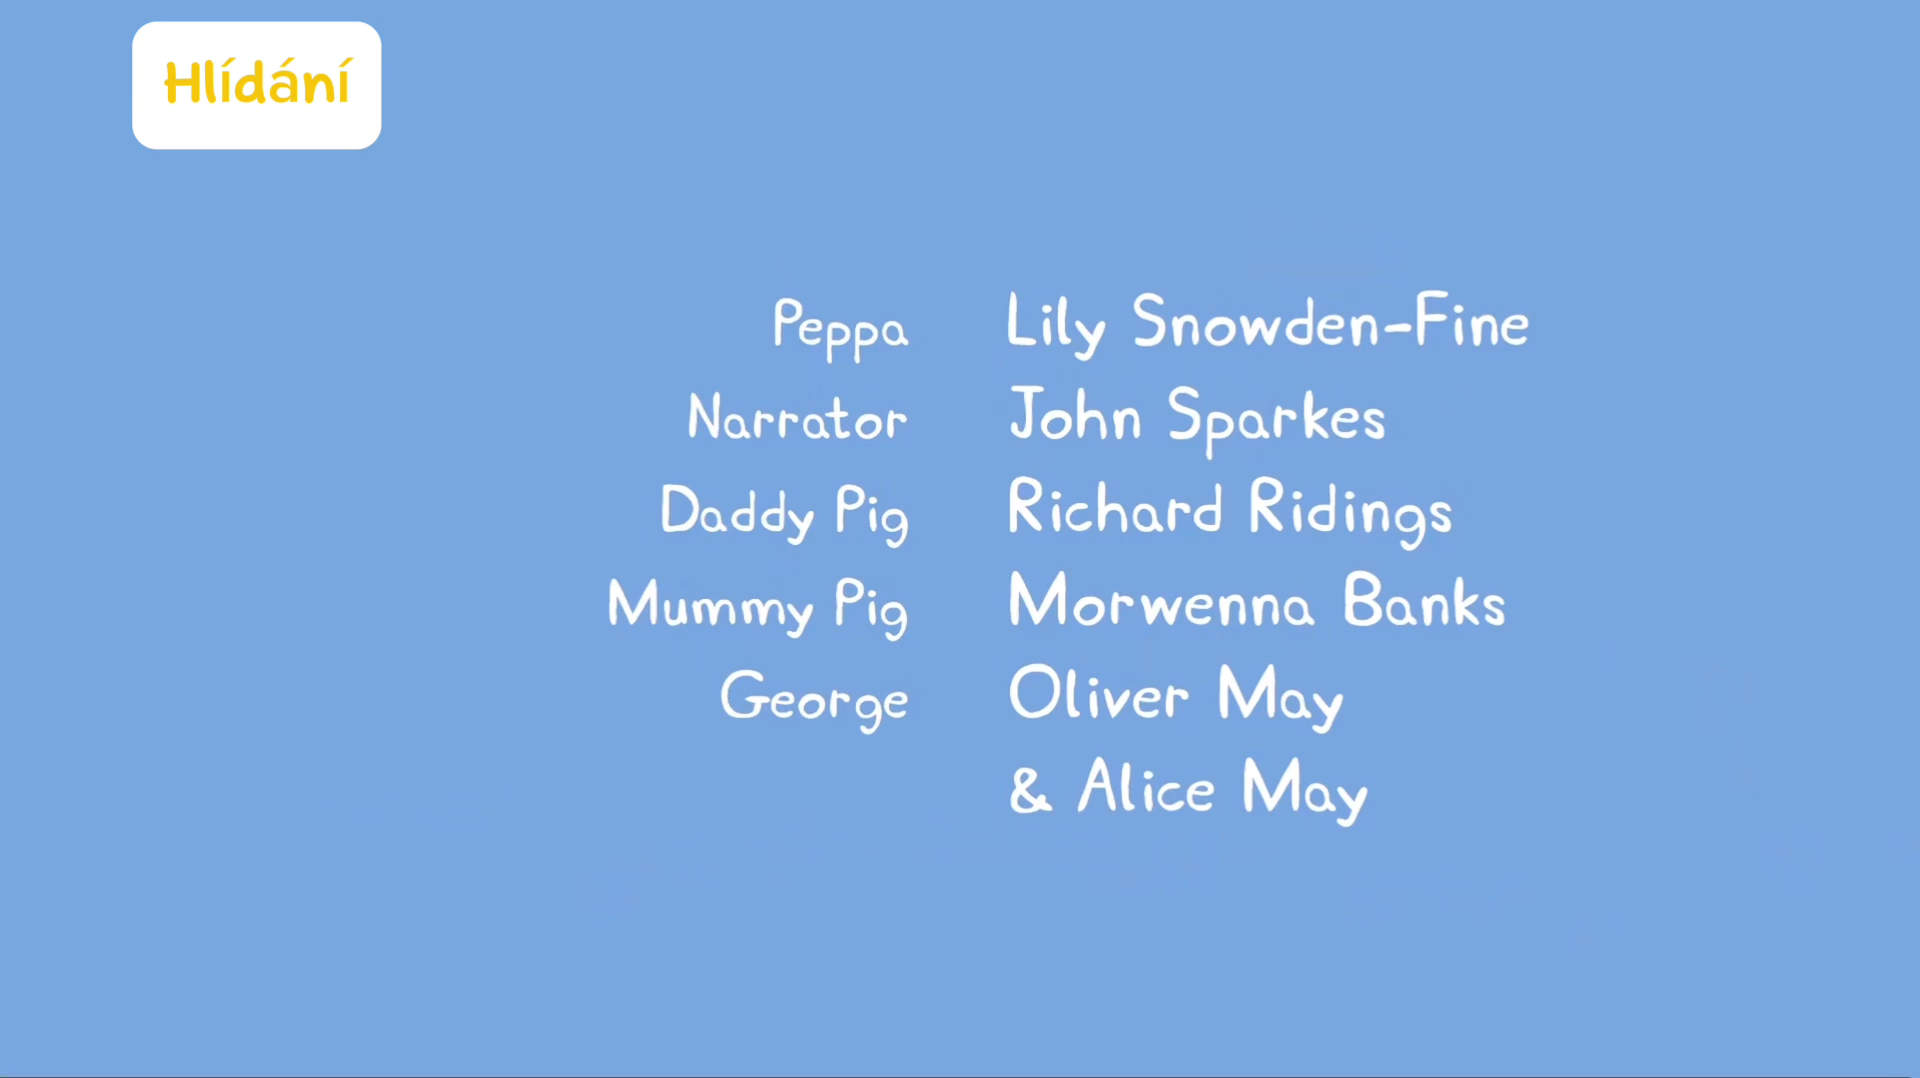 Hlídání
Peppa Lily Snowden-Fine
Narrator John Sparkes
Daddy Pig Richard Ridings
Mummy Pig Morwenna Banks
George Oliver May
& Alice May